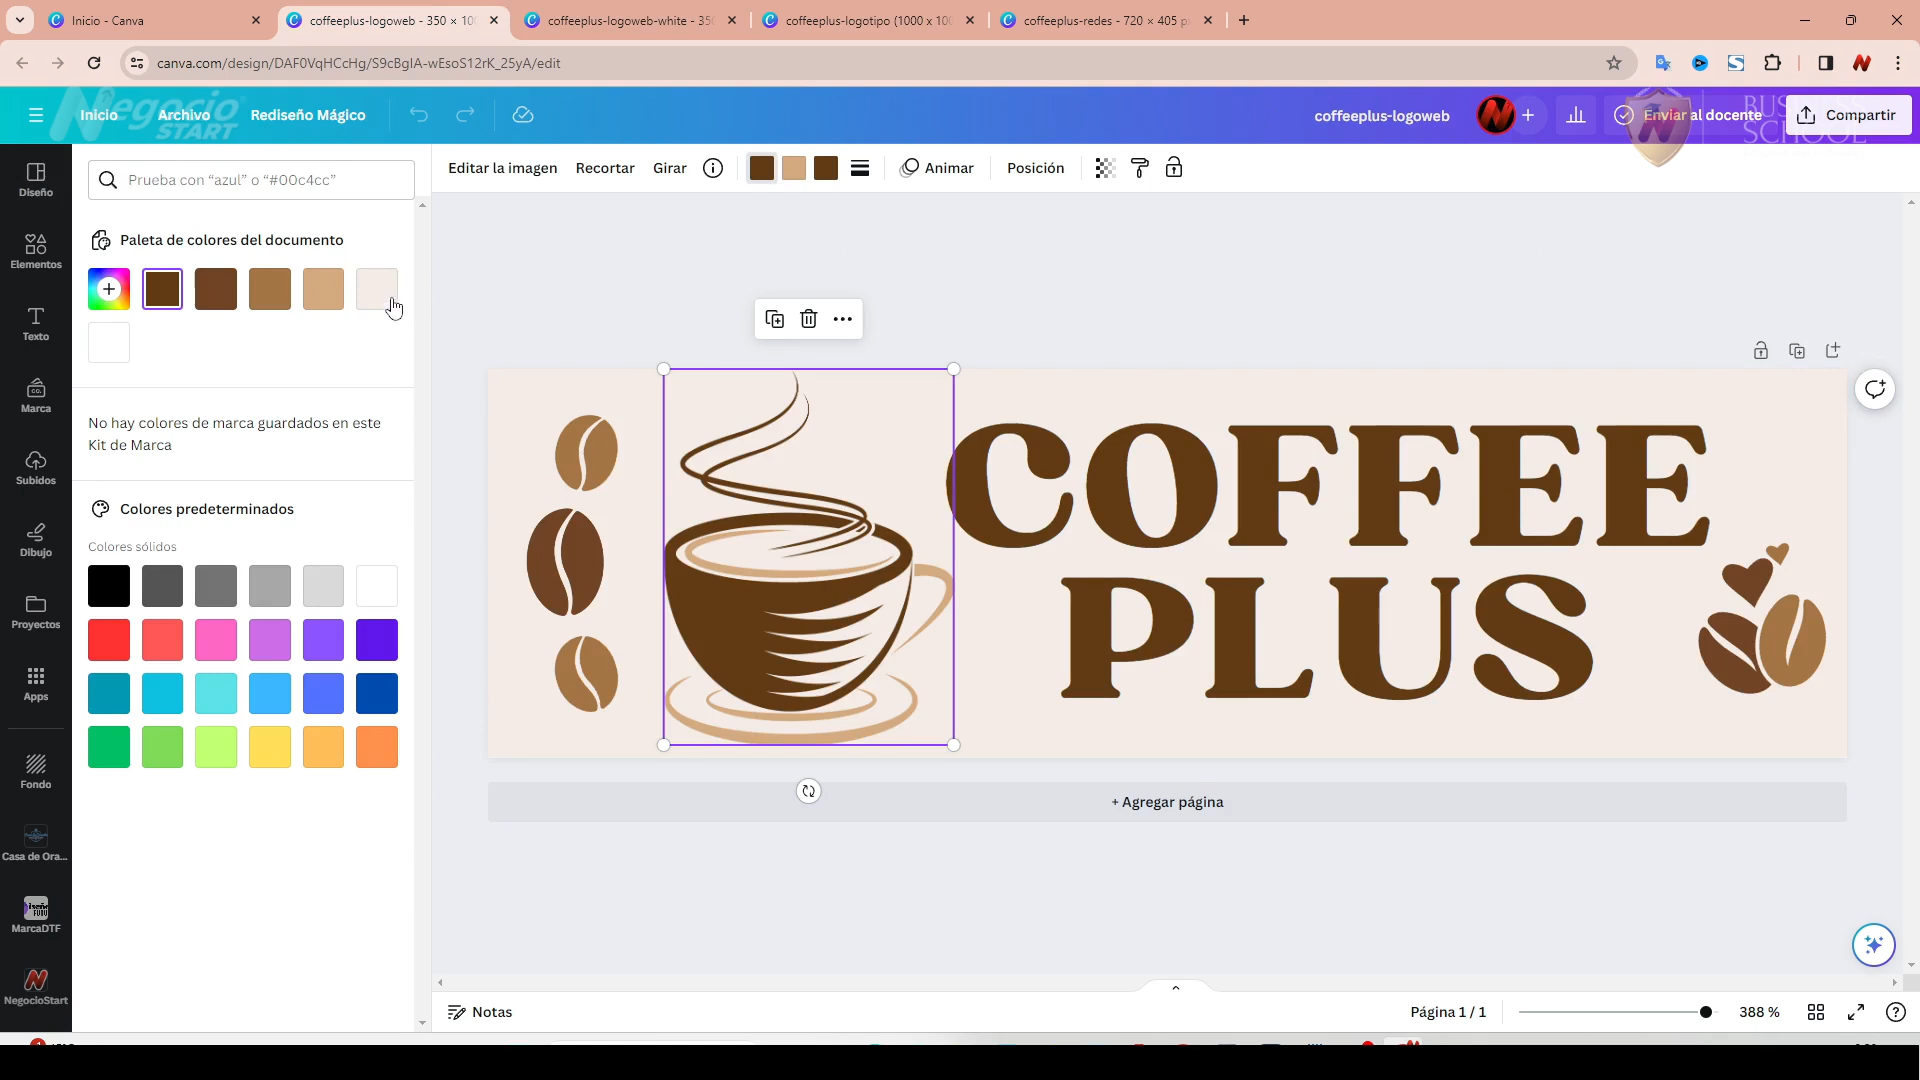 Inicio - Canva
coffeeplus-logoweb - 350 × 10
coffeeplus-logoweb-white - 35
coffeeplus-logotipo (1000 x 10
coffeeplus-redes - 720 × 405 p
canva.com/design/DAF0VqHCcHg/S9cBgIA-wEsoS12rK_25yA/edit
Negocio
START
Inicio
Archivo
Rediseño Mágico
coffeeplus-logoweb
Enviar al docente
Compartir
Prueba con “azul” o “#00c4cc”
Editar la imagen
Recortar
Girar
Animar
Posición
Diseño
Elementos
Texto
Marca
Subidos
Dibujo
Proyectos
Apps
Fondo
Casa de Ora...
MarcaDTF
NegocioStart
Paleta de colores del documento
No hay colores de marca guardados en este
Kit de Marca
Colores predeterminados
Colores sólidos
COFFEE
PLUS
+ Agregar página
Notas
Página 1 / 1
388 %